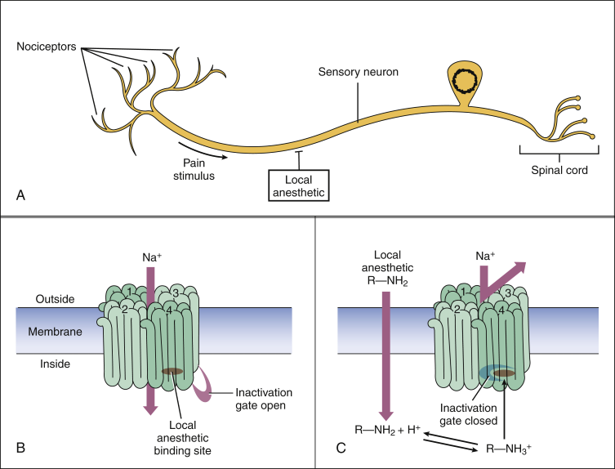 Nociceptors
Sensory neuron
Pain
stimulus
Local
anesthetic
Spinal cord
A
Na⁺
Outside
Membrane
Inside
1
2
3
4
Inactivation
gate open
Local
anesthetic
binding site
B
Local
anesthetic
R—NH₂
Na⁺
1
2
3
4
Inactivation
gate closed
R—NH₂ + H⁺
R—NH₃⁺
C